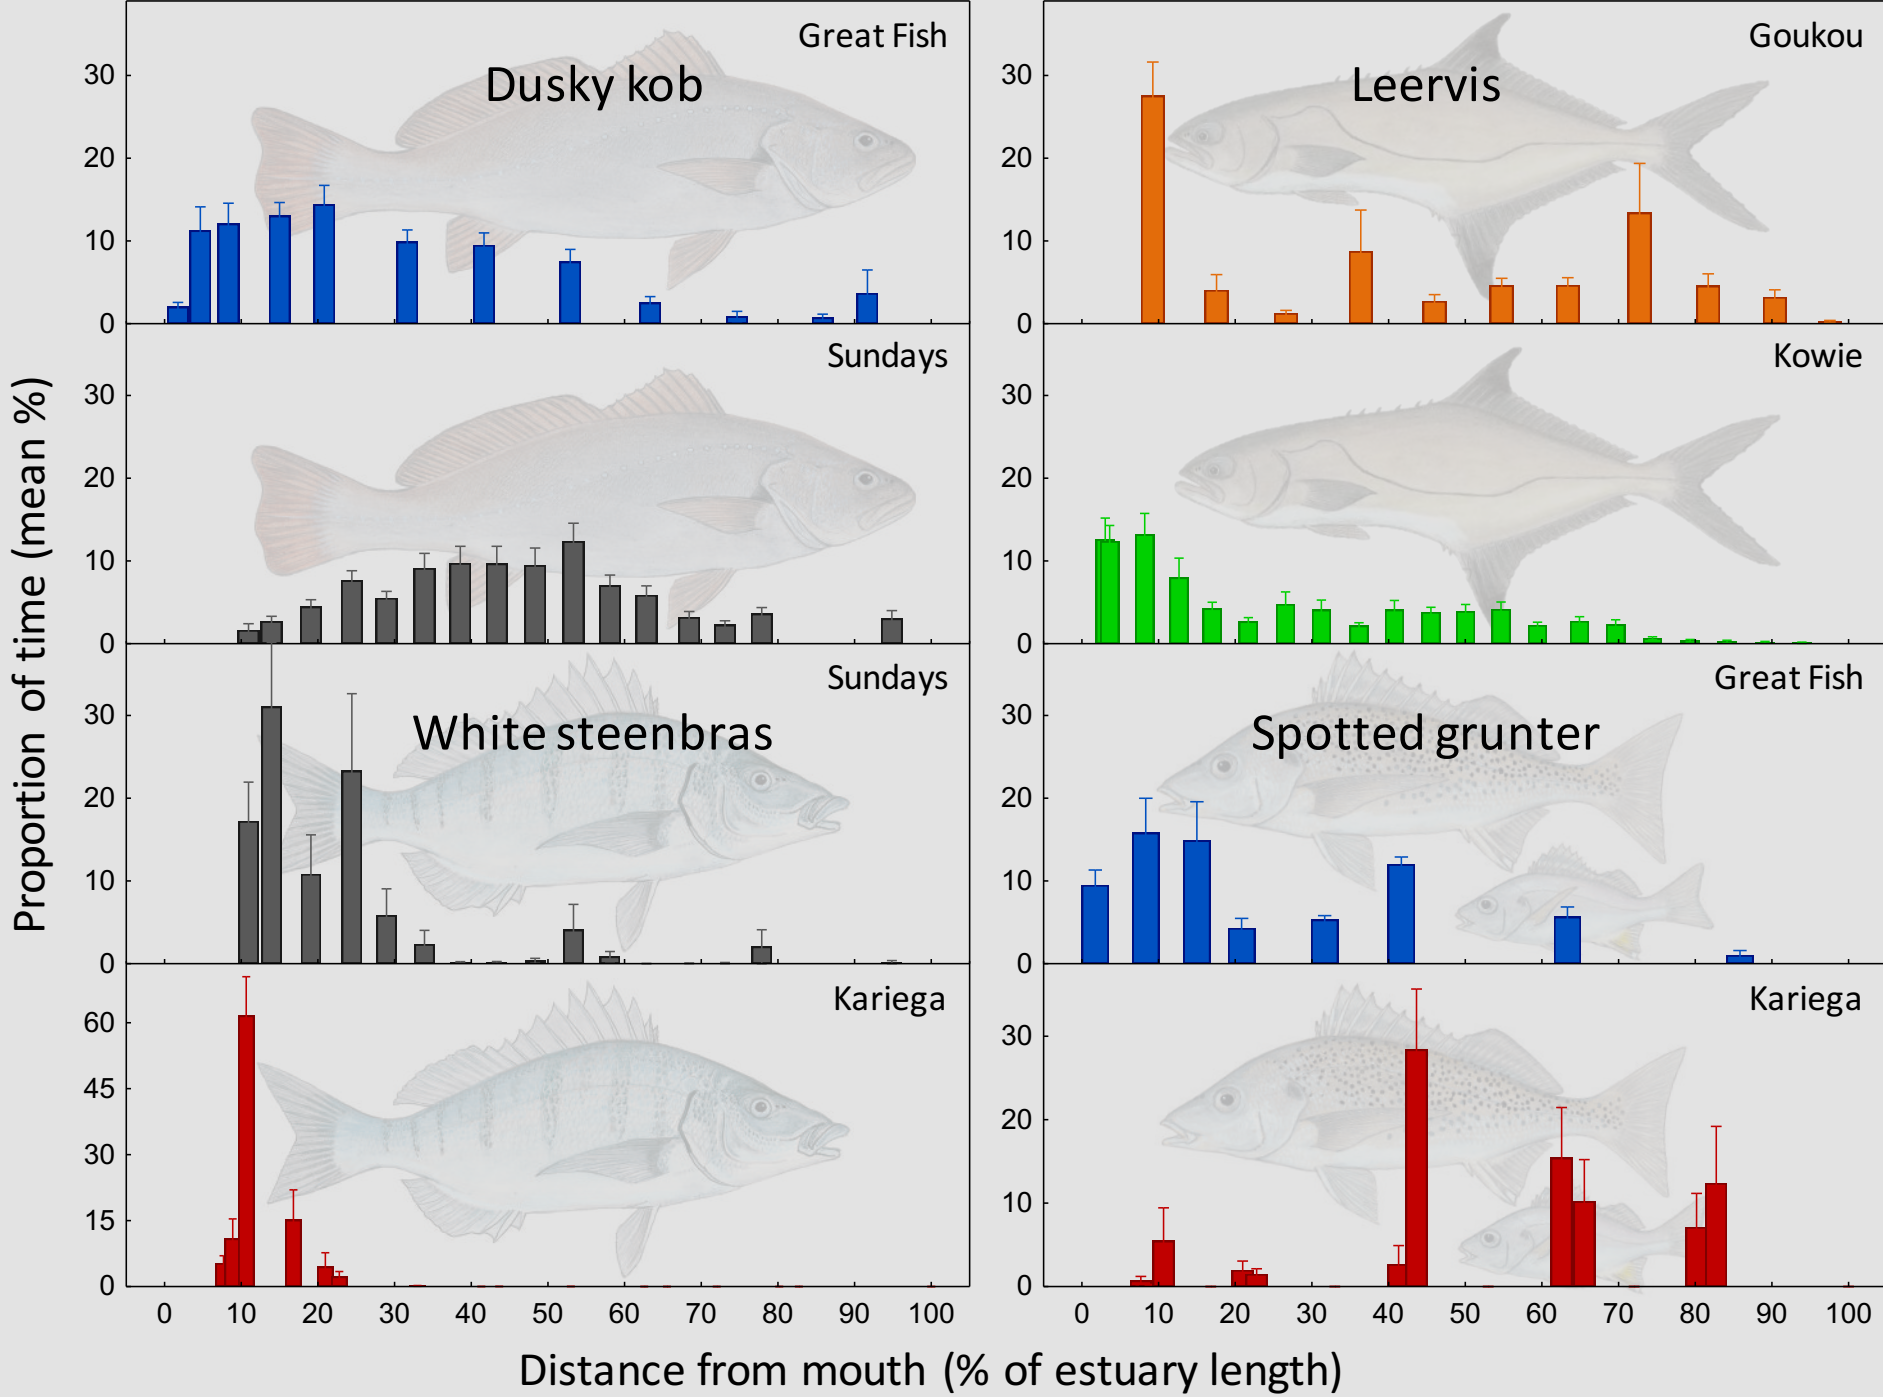 Great Fish
Dusky kob
30
20
10
0
Goukou
Leervis
30
20
10
0
Sundays
30
20
10
0
Kowie
30
20
10
0
Sundays
White steenbras
30
20
10
0
Great Fish
Spotted grunter
30
20
10
0
Kariega
60
45
30
15
0
0 10 20 30 40 50 60 70 80 90 100
Kariega
30
20
10
0
0 10 20 30 40 50 60 70 80 90 100
Proportion of time (mean %)
Distance from mouth (% of estuary length)